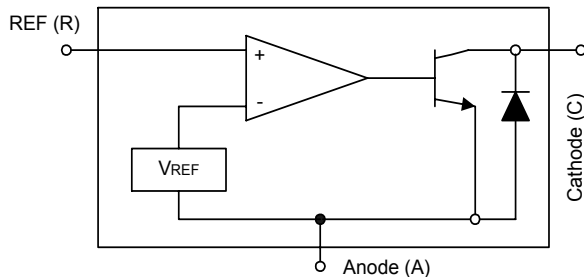 REF (R)
+
-
VREF
Cathode (C)
Anode (A)